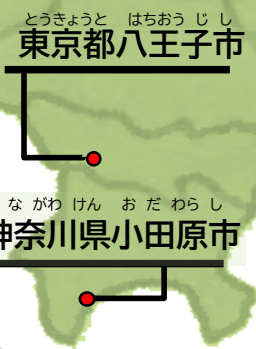 とうきょうと はちおう じ し
東京都八王子市
な がわ けん お だ わら し
神奈川県小田原市